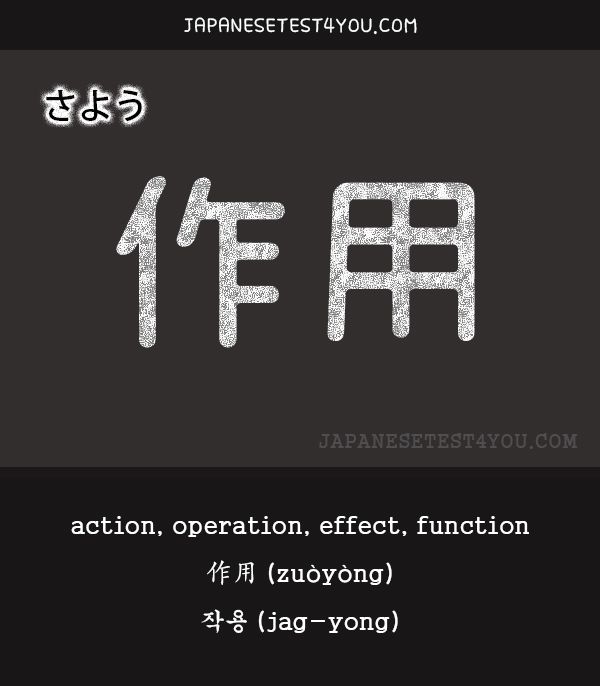 JAPANESETEST4YOU.COM
さよう
作用
JAPANESETEST4YOU.COM
action, operation, effect, function
作用 (zuòyòng)
작용 (jag-yong)